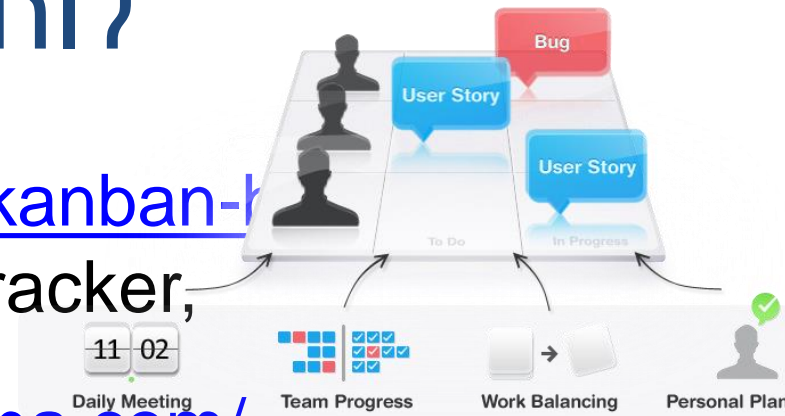 Bug
User Story
User Story
kanban-
To Do
In Progress
racker,
11 02
Daily Meeting
Team Progress
Work Balancing
Personal Plan